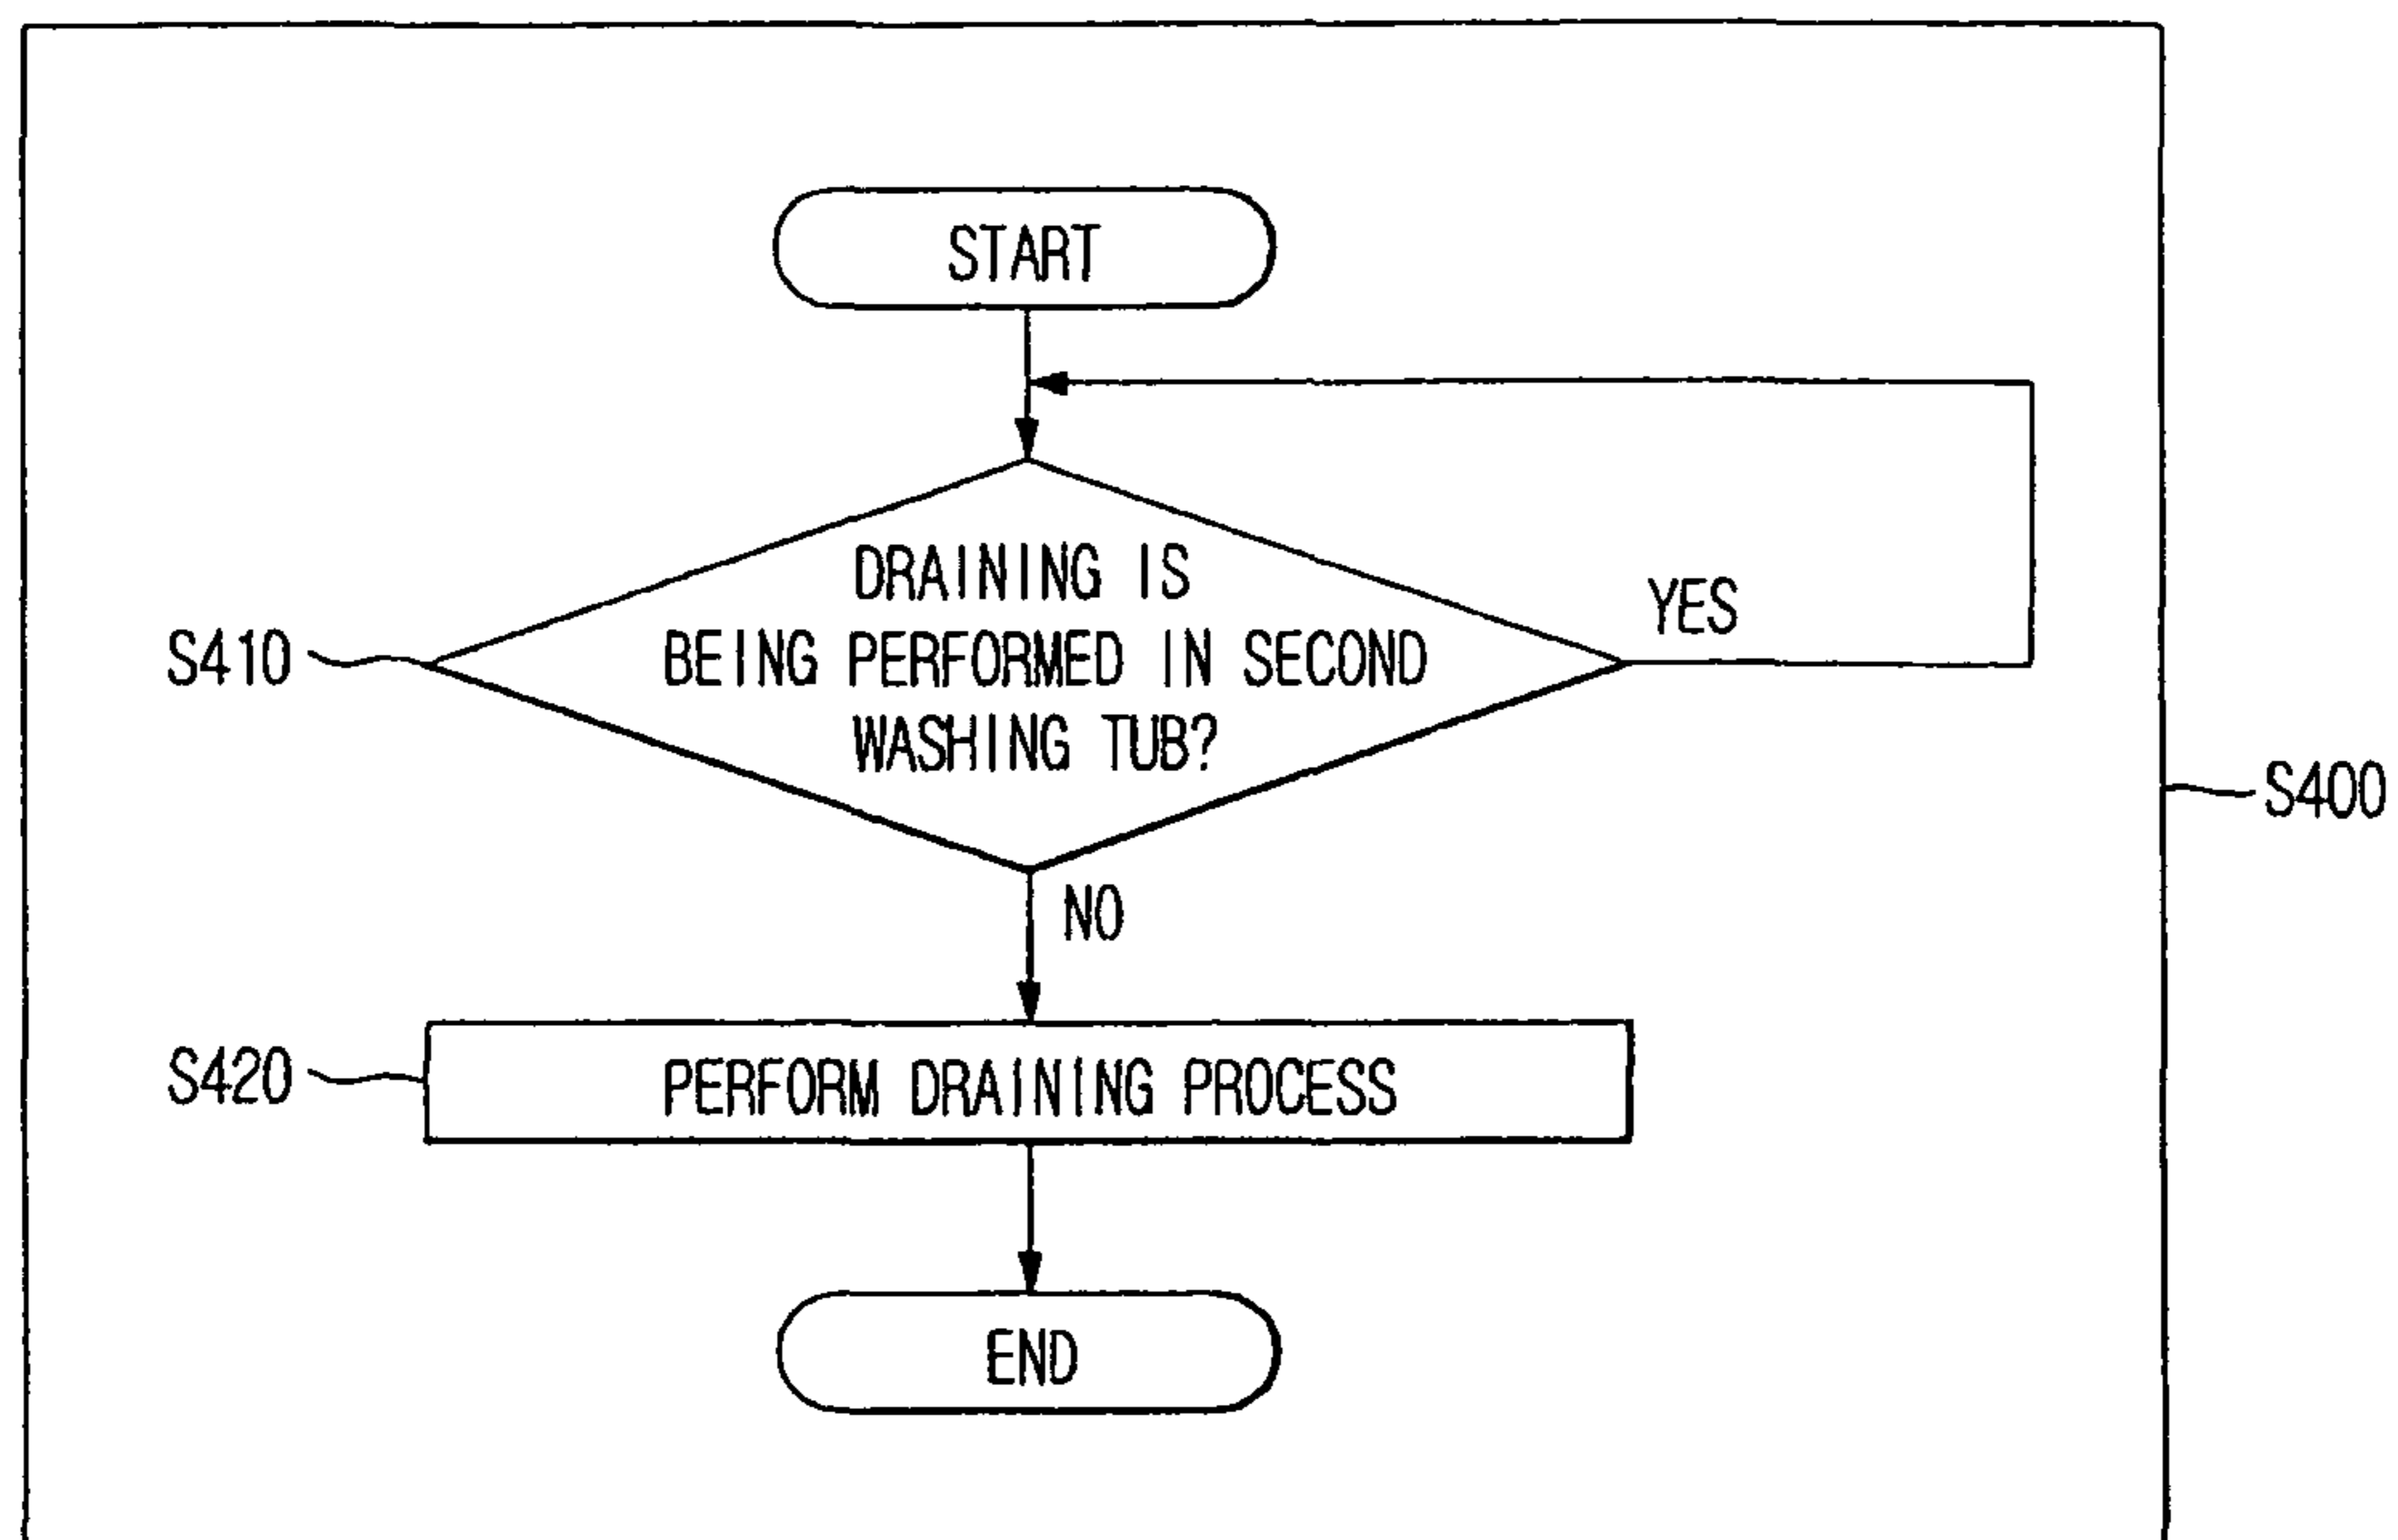 START
DRAINING IS
BEING PERFORMED IN SECOND
WASHING TUB?
YES
S410
S400
NO
S420
PERFORM DRAINING PROCESS
END